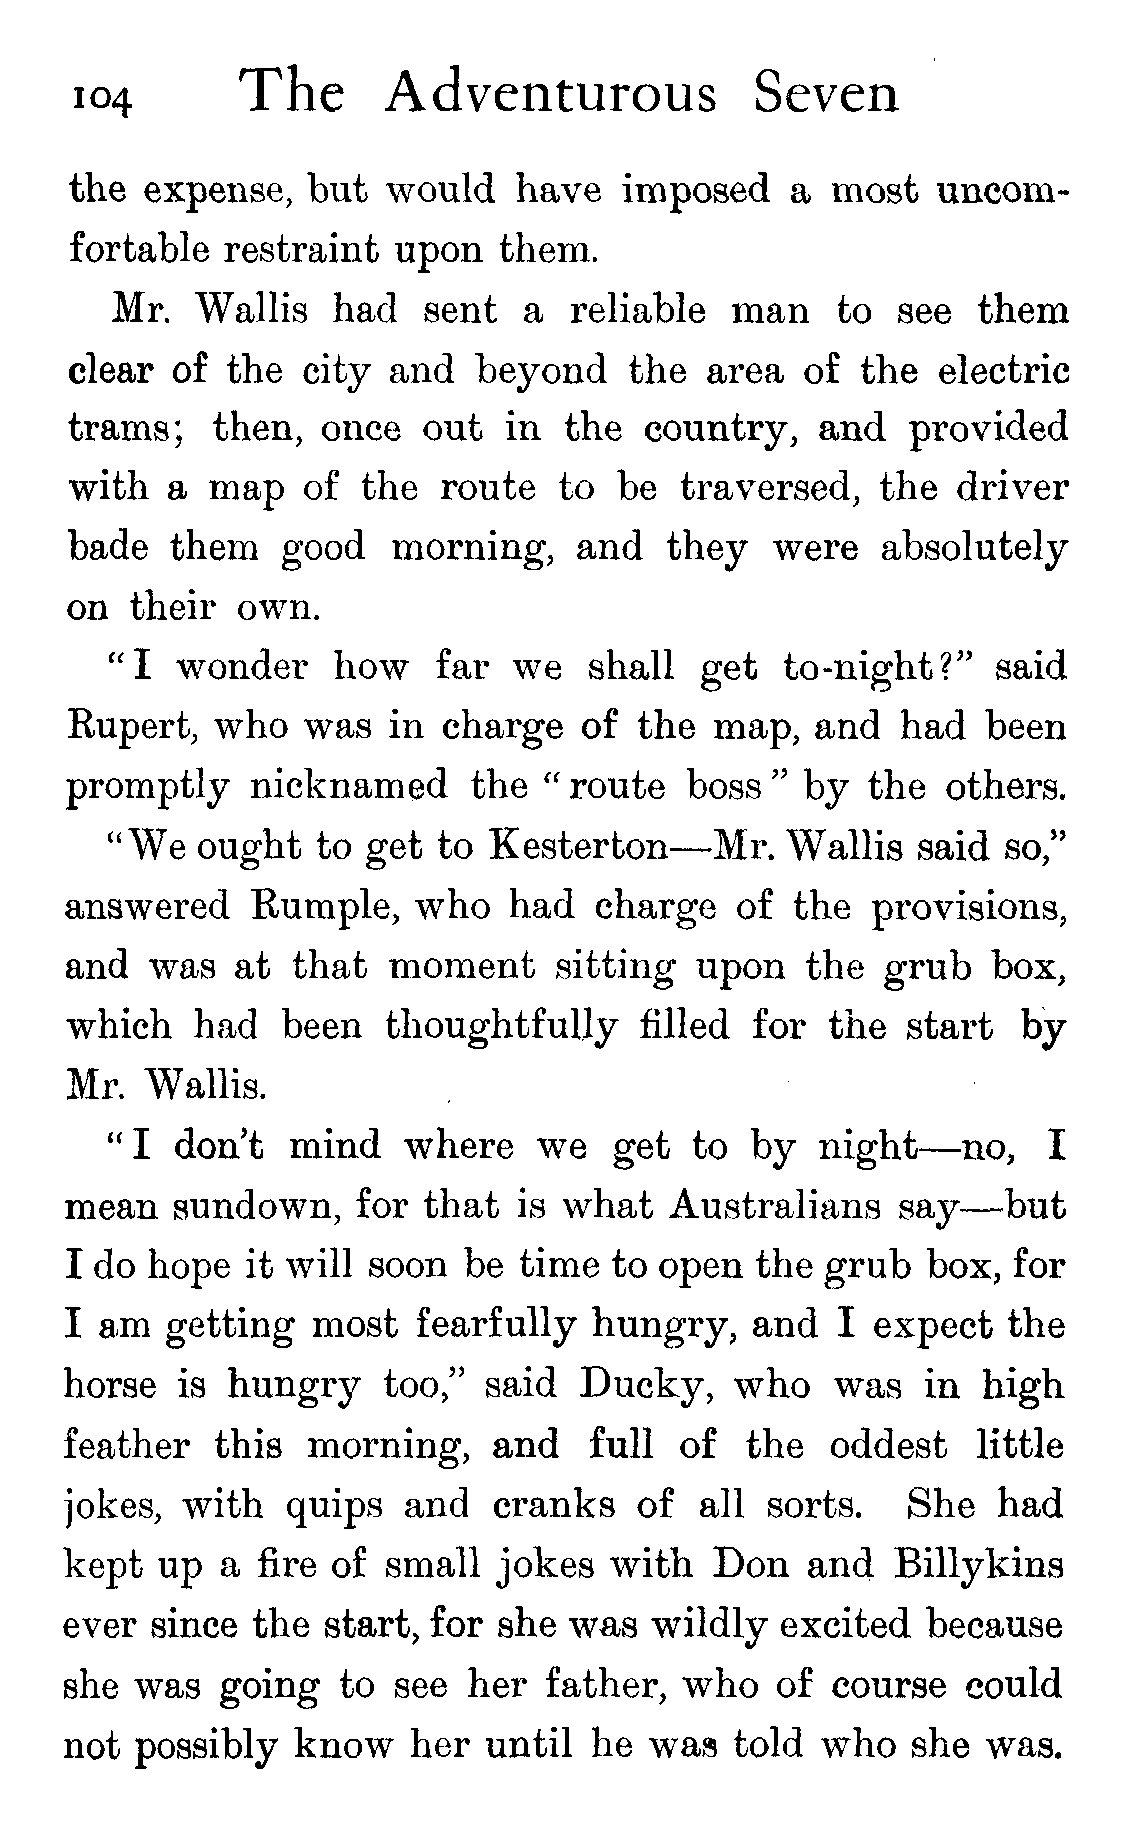 104 The Adventurous Seven
the expense, but would have imposed a most uncom-
fortable restraint upon them.
Mr. Wallis had sent a reliable man to see them
clear of the city and beyond the area of the electric
trams; then, once out in the country, and provided
with a map of the route to be traversed, the driver
bade them good morning, and they were absolutely
on their own.
“I wonder how far we shall get to-night?” said
Rupert, who was in charge of the map, and had been
promptly nicknamed the “route boss” by the others.
“We ought to get to Kesterton—Mr. Wallis said so,”
answered Rumple, who had charge of the provisions,
and was at that moment sitting upon the grub box,
which had been thoughtfully filled for the start by
Mr. Wallis.
“I don’t mind where we get to by night—no, I
mean sundown, for that is what Australians say—but
I do hope it will soon be time to open the grub box, for
I am getting most fearfully hungry, and I expect the
horse is hungry too,” said Ducky, who was in high
feather this morning, and full of the oddest little
jokes, with quips and cranks of all sorts. She had
kept up a fire of small jokes with Don and Billykins
ever since the start, for she was wildly excited because
she was going to see her father, who of course could
not possibly know her until he was told who she was.